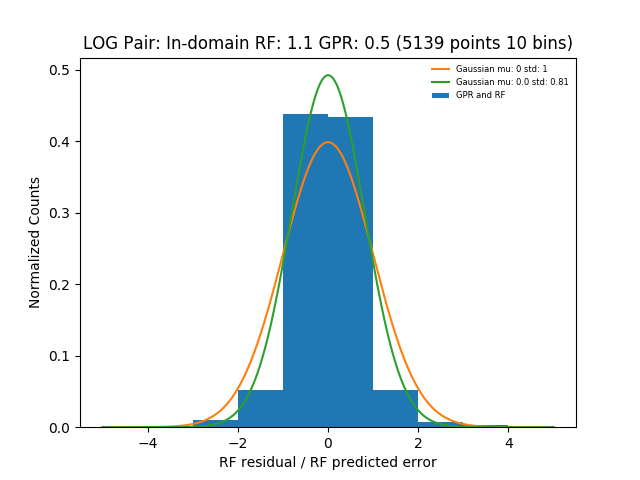 LOG Pair: In-domain RF: 1.1 GPR: 0.5 (5139 points 10 bins)
Gaussian mu: 0 std: 1
Gaussian mu: 0.0 std: 0.81
GPR and RF
Normalized Counts
0.5
0.4
0.3
0.2
0.1
0.0
−4
−2
0
2
4
RF residual / RF predicted error